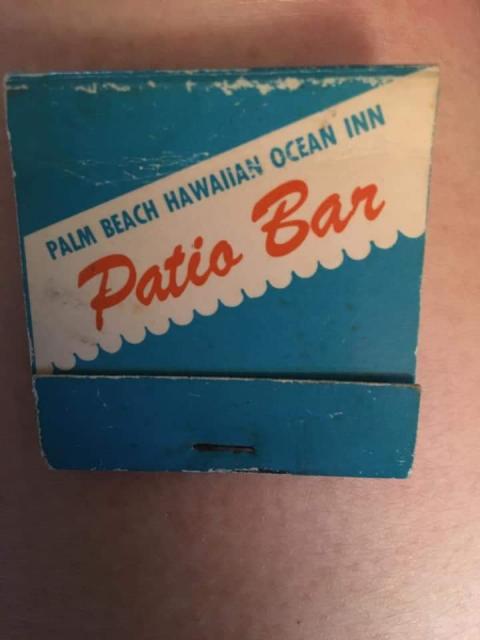 PALM BEACH HAWAIIAN OCEAN INN
Patio Bar